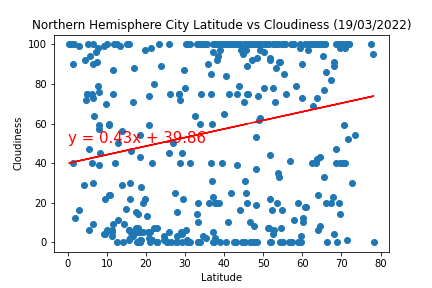 Northern Hemisphere City Latitude vs Cloudiness (19/03/2022)
100
80
60
40
20
0
Cloudiness
y = 0.43x + 39.86
0 10 20 30 40 50 60 70 80
Latitude